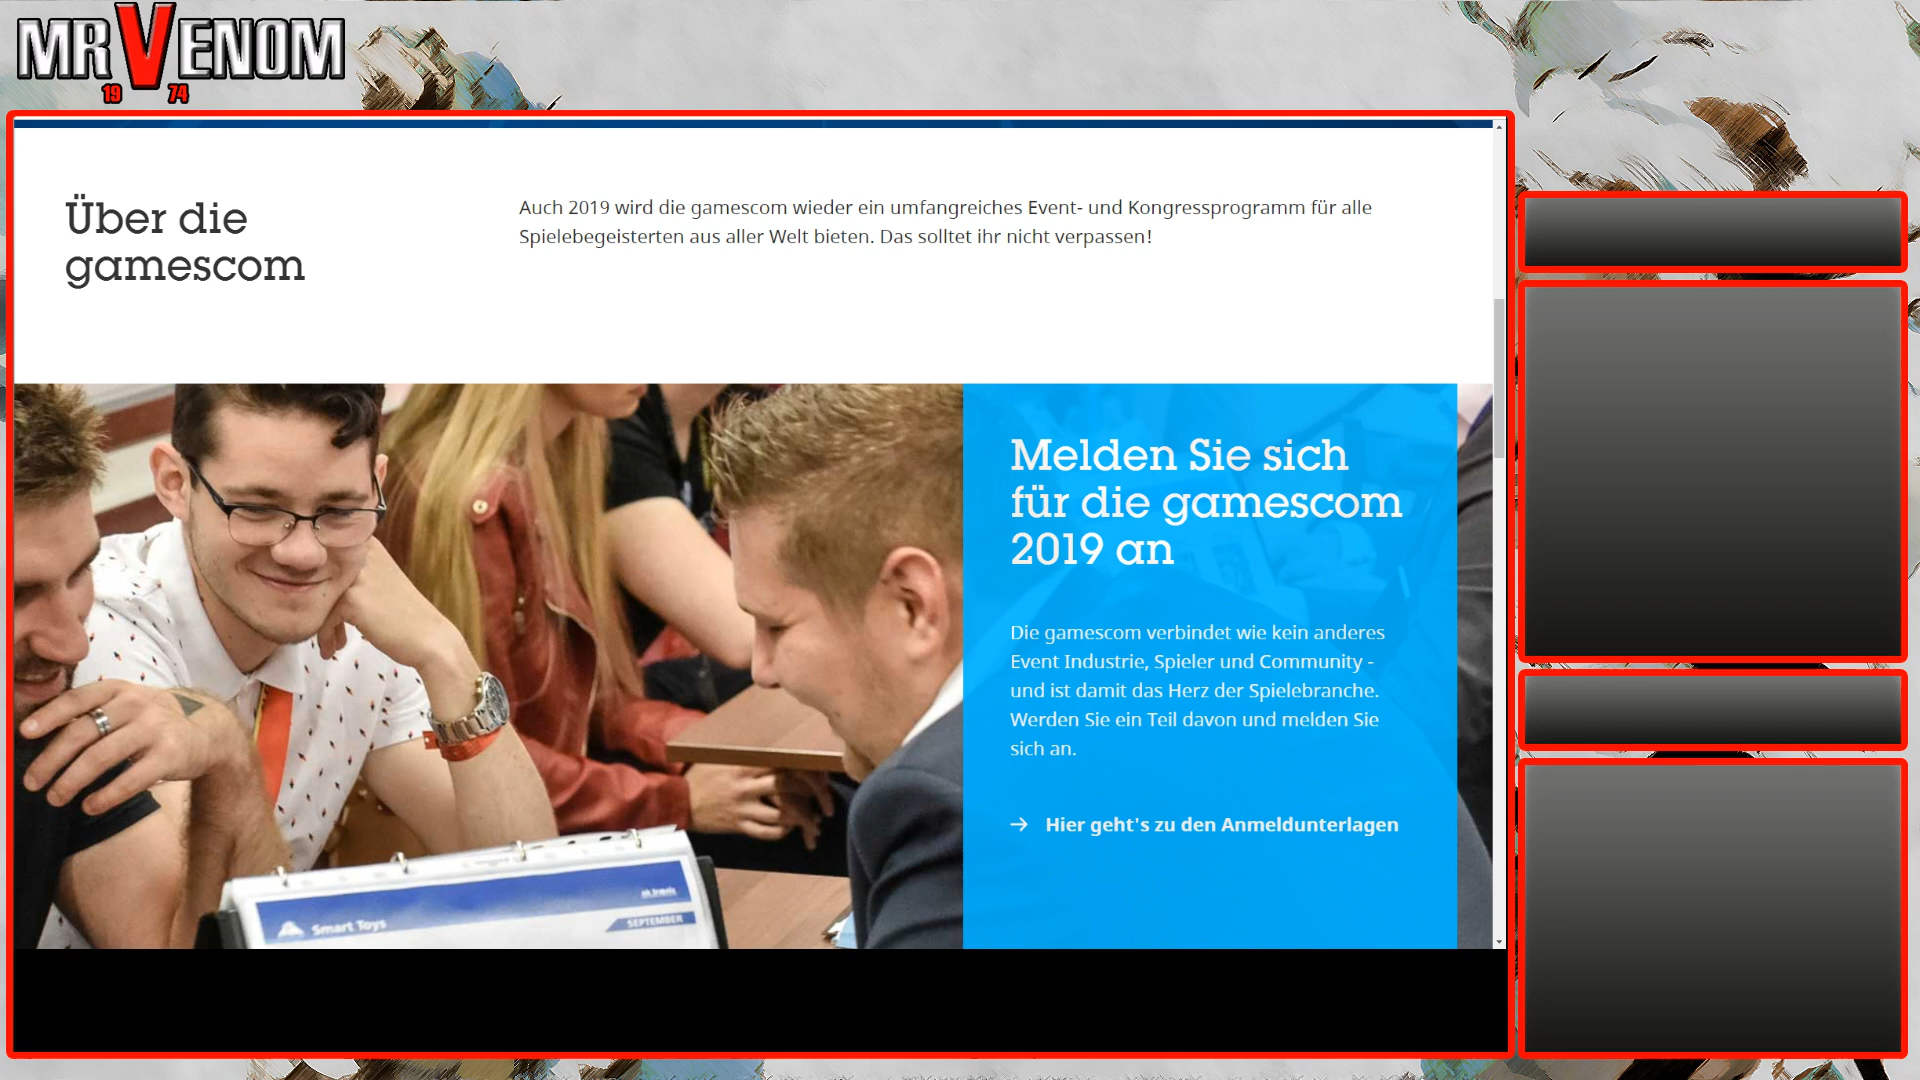 MR VENOM
19 74
Über die
gamescom
Auch 2019 wird die gamescom wieder ein umfangreiches Event- und Kongressprogramm für alle
Spielebegeisterten aus aller Welt bieten. Das solltet ihr nicht verpassen!
Melden Sie sich
für die gamescom
2019 an
Die gamescom verbindet wie kein anderes
Event Industrie, Spieler und Community -
und ist damit das Herz der Spielebranche.
Werden Sie ein Teil davon und melden Sie
sich an.
→ Hier geht's zu den Anmeldunterlagen
Smart Toys
SEPTEMBER